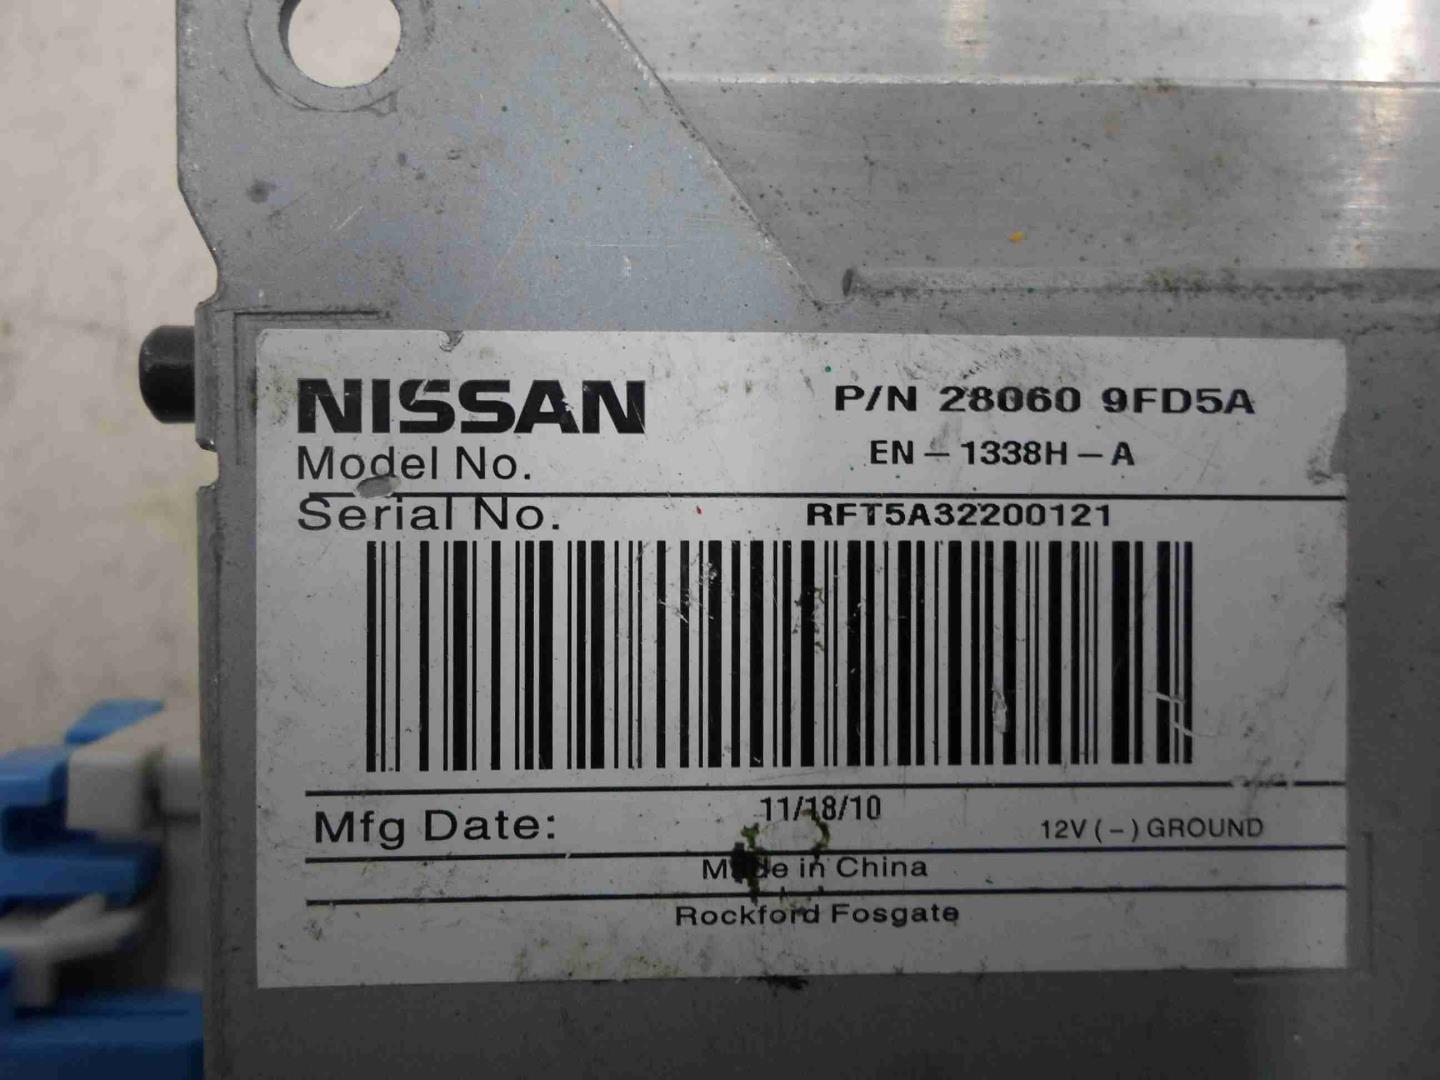 NISSAN P/N 28060 9FD5A
Model No. EN-1338H-A
Serial No. RFT5A32200121
Mfg Date: 11/18/10 12V (-) GROUND
Made in China
Rockford Fosgate